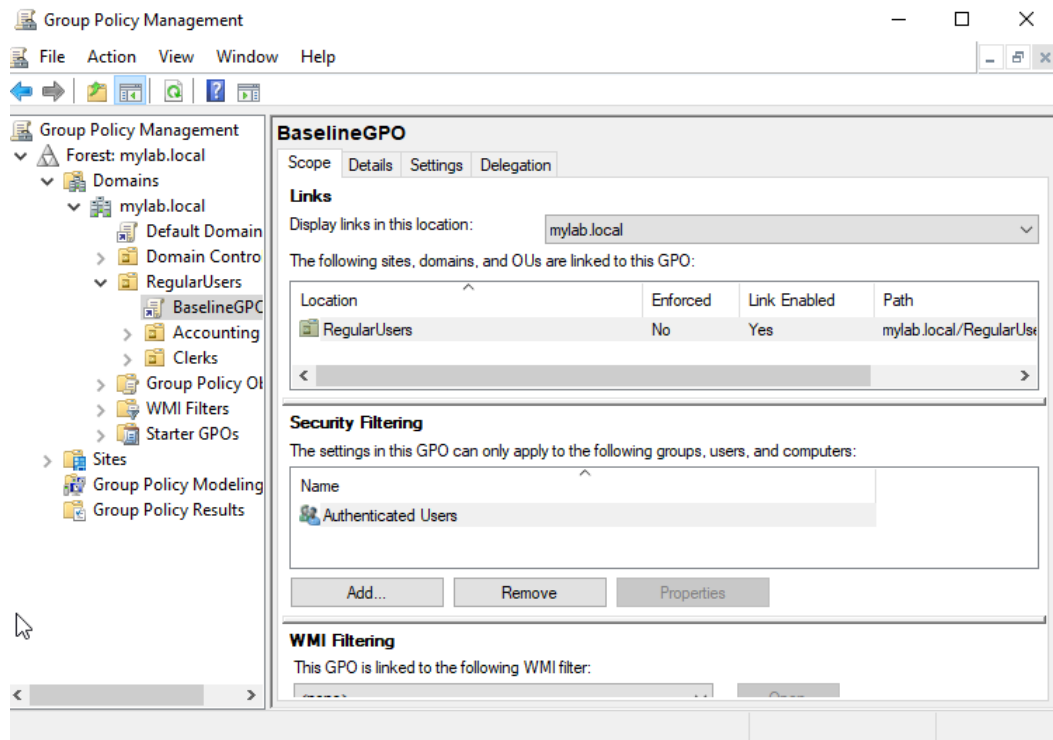 Group Policy Management
File Action View Window Help
Group Policy Management
Forest: mylab.local
Domains
mylab.local
Default Domain
Domain Contro
RegularUsers
BaselineGPO
Accounting
Clerks
Group Policy Ob
WMI Filters
Starter GPOs
Sites
Group Policy Modeling
Group Policy Results
BaselineGPO
Scope Details Settings Delegation
Links
Display links in this location: mylab.local
The following sites, domains, and OUs are linked to this GPO:
Location Enforced Link Enabled Path
RegularUsers No Yes mylab.local/RegularUse
Security Filtering
The settings in this GPO can only apply to the following groups, users, and computers:
Name
Authenticated Users
Add... Remove Properties
WMI Filtering
This GPO is linked to the following WMI filter: